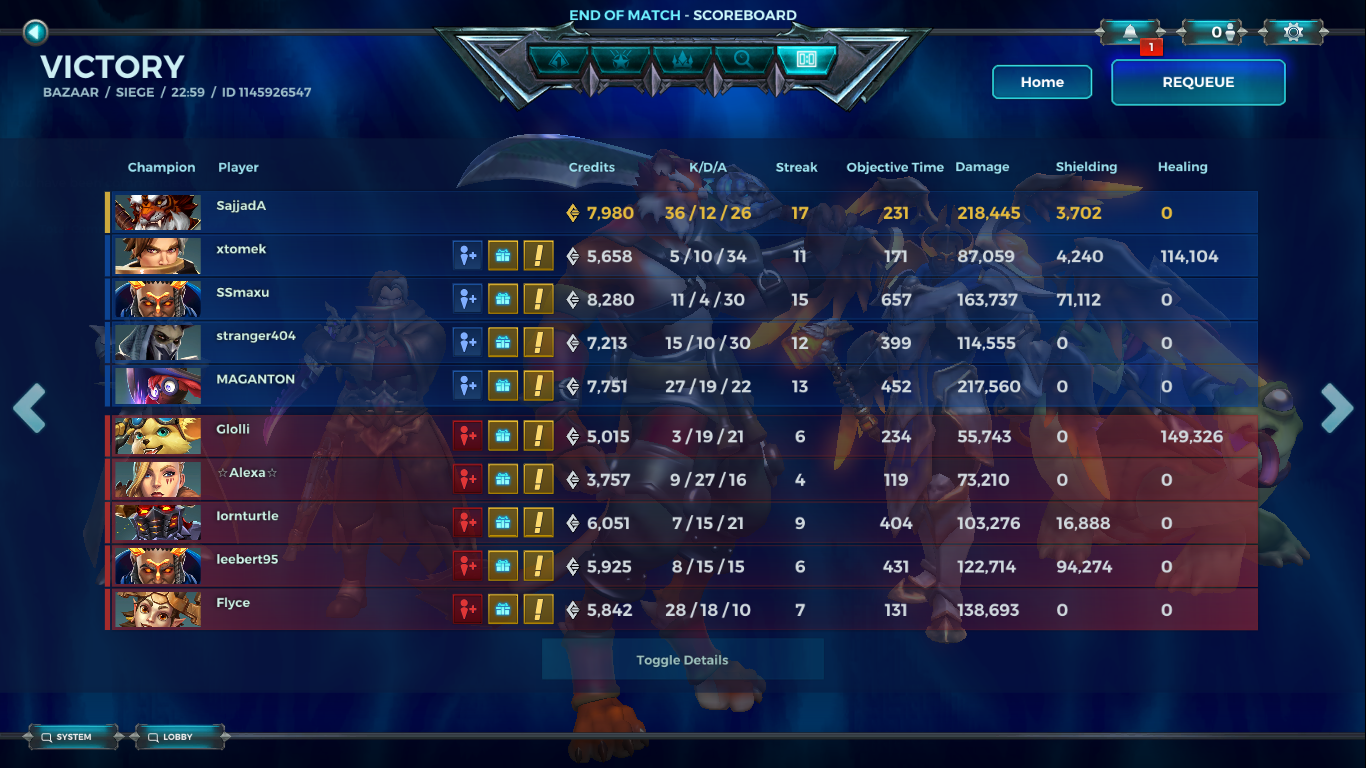 END OF MATCH - SCOREBOARD
VICTORY
BAZAAR / SIEGE / 22:59 / ID 1145926547
1
0
Home
REQUEUE
Champion Player Credits K/D/A Streak Objective Time Damage Shielding Healing
SajjadA 7,980 36 / 12 / 26 17 231 218,445 3,702 0
xtomek 5,658 5 / 10 / 34 11 171 87,059 4,240 114,104
SSmaxu 8,280 11 / 4 / 30 15 657 163,737 71,112 0
stranger404 7,213 15 / 10 / 30 12 399 114,555 0 0
MAGANTON 7,751 27 / 19 / 22 13 452 217,560 0 0
Glolli 5,015 3 / 19 / 21 6 234 55,743 0 149,326
☆Alexa☆ 3,757 9 / 27 / 16 4 119 73,210 0 0
Iornturtle 6,051 7 / 15 / 21 9 404 103,276 16,888 0
leebert95 5,925 8 / 15 / 15 6 431 122,714 94,274 0
Flyce 5,842 28 / 18 / 10 7 131 138,693 0 0
Toggle Details
SYSTEM
LOBBY